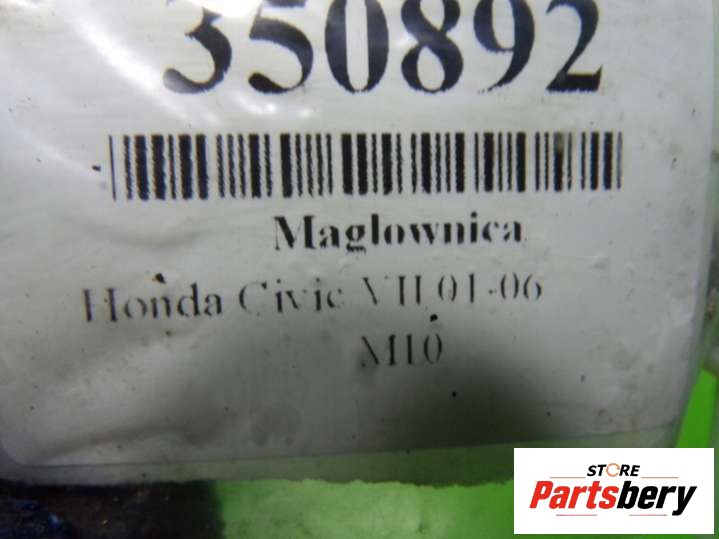 350892
Maglownica
Honda Civic VII 01-06
M10
STORE
Partsbery